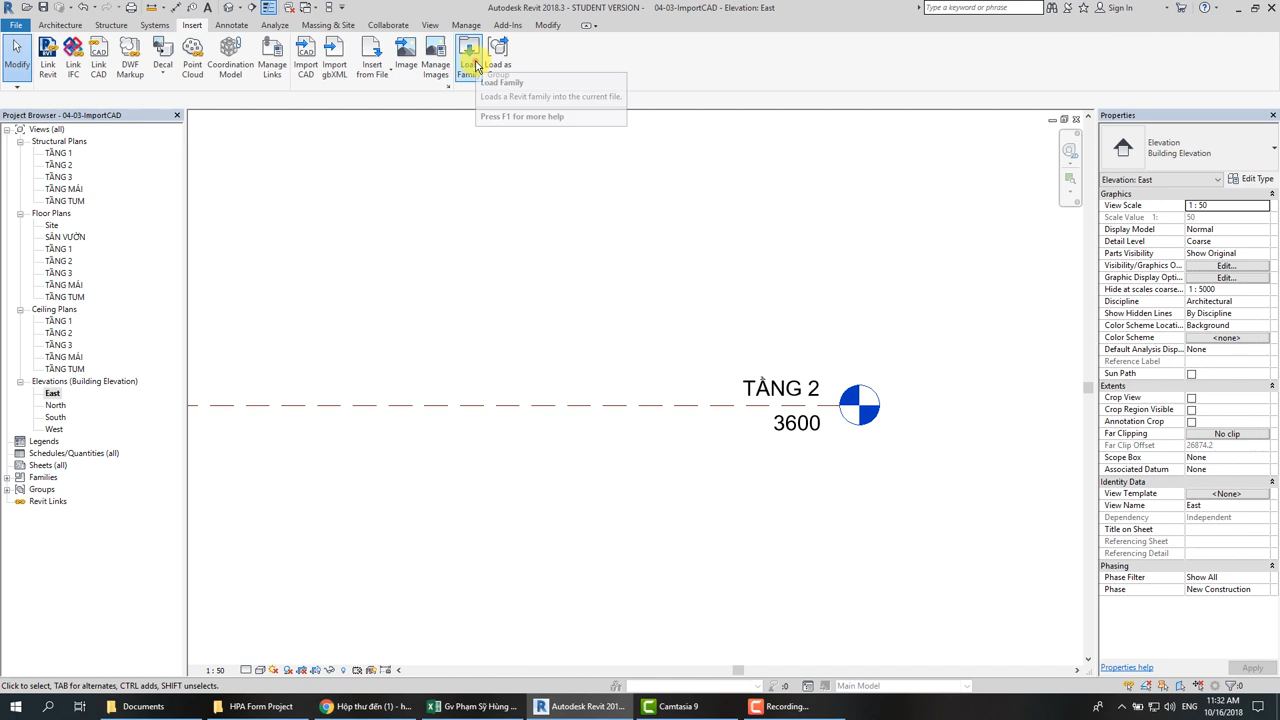 Autodesk Revit 2018.3 - STUDENT VERSION - 04-03-ImportCAD - Elevation: East
Type a keyword or phrase
Sign In
File Architecture Structure Systems Insert Annotate Analyze Massing & Site Collaborate View Manage Add-Ins Modify
Modify
Link Revit
Link IFC
Link CAD
DWF Markup
Decal
Point Cloud
Coordination Model
Manage Links
Import CAD
Import gbXML
Insert from File
Image
Manage Images
Load as Group
Load Family
Loads a Revit family into the current file.
Press F1 for more help
Project Browser - 04-03-ImportCAD
Views (all)
Structural Plans
TẦNG 1
TẦNG 2
TẦNG 3
TẦNG MÁI
TẦNG TUM
Floor Plans
Site
SÂN VƯỜN
TẦNG 1
TẦNG 2
TẦNG 3
TẦNG MÁI
TẦNG TUM
Ceiling Plans
TẦNG 1
TẦNG 2
TẦNG 3
TẦNG MÁI
TẦNG TUM
Elevations (Building Elevation)
East
North
South
West
Legends
Schedules/Quantities (all)
Sheets (all)
Families
Groups
Revit Links
TẦNG 2
3600
Properties
Elevation
Building Elevation
Elevation: East
Edit Type
Graphics
View Scale 1 : 50
Scale Value 1: 50
Display Model Normal
Detail Level Coarse
Parts Visibility Show Original
Visibility/Graphics O... Edit...
Graphic Display Opti... Edit...
Hide at scales coarse... 1 : 5000
Discipline Architectural
Show Hidden Lines By Discipline
Color Scheme Locati... Background
Color Scheme <none>
Default Analysis Disp... None
Reference Label
Sun Path
Extents
Crop View
Crop Region Visible
Annotation Crop
Far Clipping No clip
Far Clip Offset 26874.2
Scope Box None
Associated Datum None
Identity Data
View Template <None>
View Name East
Dependency Independent
Title on Sheet
Referencing Sheet
Referencing Detail
Phasing
Phase Filter Show All
Phase New Construction
Properties help
Apply
1 : 50
Click to select, TAB for alternates, CTRL adds, SHIFT unselects.
:0
Main Model
:0
Documents
HPA Form Project
Hộp thư đến (1) - h...
Gv Phạm Sỹ Hùng ...
Autodesk Revit 201...
Camtasia 9
Recording...
ENG
11:32 AM
10/16/2018